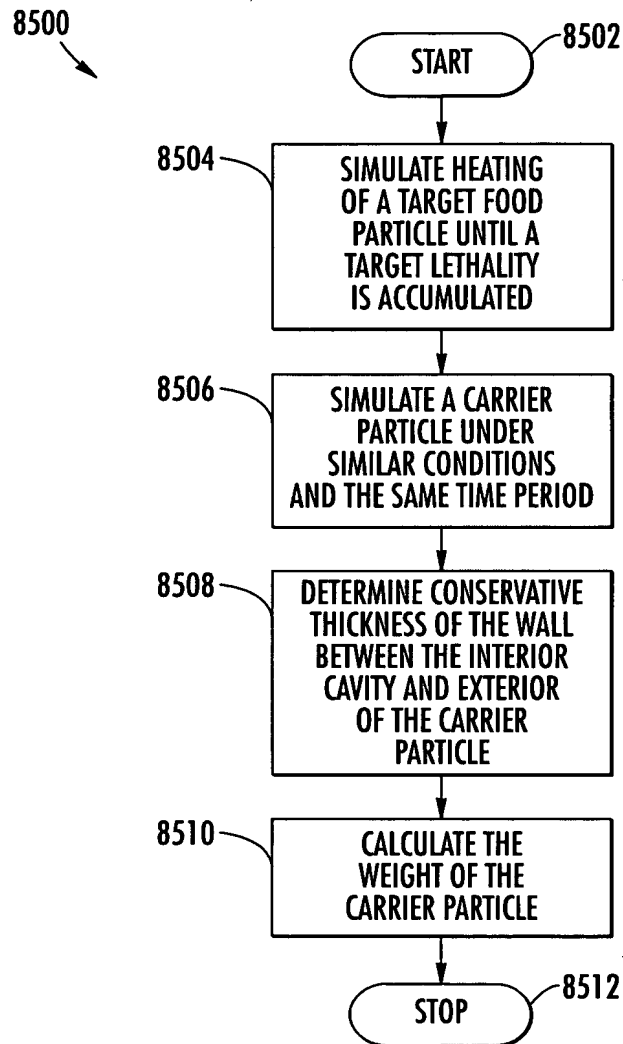 8500
START
8502
8504
SIMULATE HEATING
OF A TARGET FOOD
PARTICLE UNTIL A
TARGET LETHALITY
IS ACCUMULATED
8506
SIMULATE A CARRIER
PARTICLE UNDER
SIMILAR CONDITIONS
AND THE SAME TIME PERIOD
8508
DETERMINE CONSERVATIVE
THICKNESS OF THE WALL
BETWEEN THE INTERIOR
CAVITY AND EXTERIOR
OF THE CARRIER
PARTICLE
8510
CALCULATE THE
WEIGHT OF THE
CARRIER PARTICLE
STOP
8512